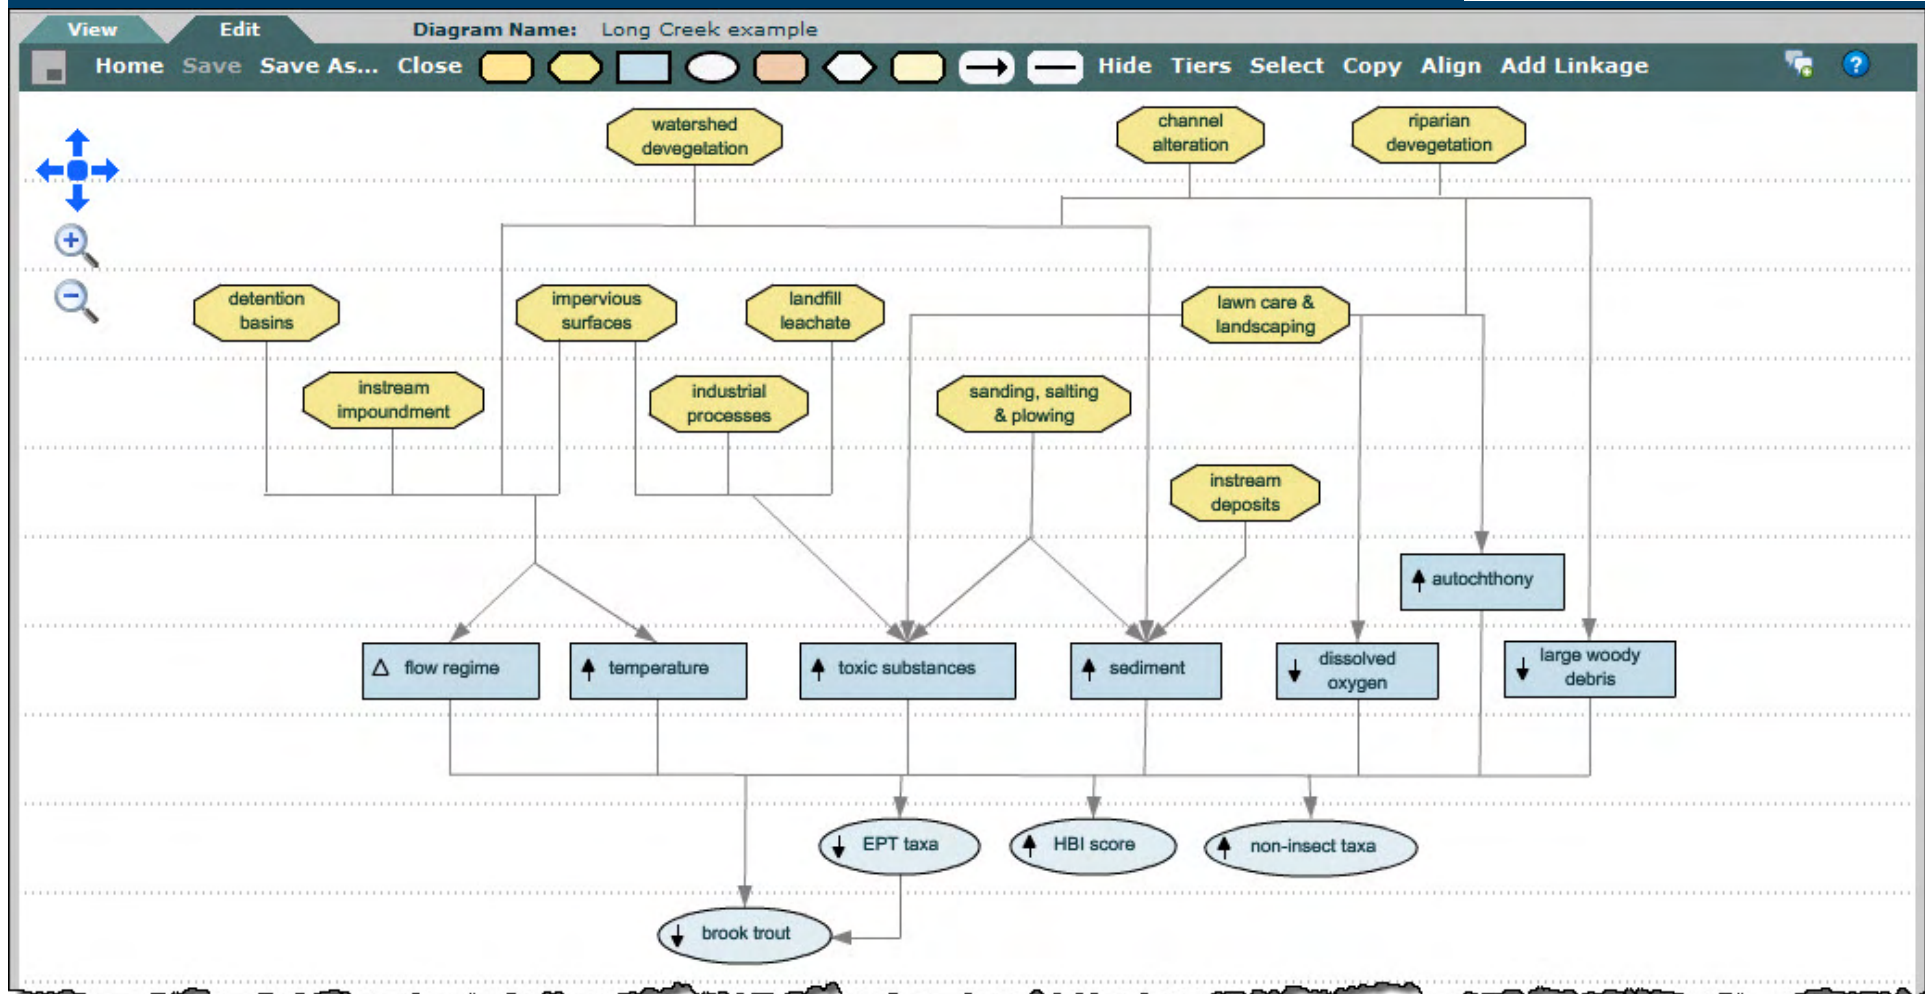 View Edit Diagram Name: Long Creek example
Home Save Save As... Close Hide Tiers Select Copy Align Add Linkage ?
watershed
devegetation
channel
alteration
riparian
devegetation
detention
basins
impervious
surfaces
landfill
leachate
lawn care &
landscaping
instream
impoundment
industrial
processes
sanding, salting
& plowing
instream
deposits
autochthony
flow regime
temperature
toxic substances
sediment
dissolved
oxygen
large woody
debris
EPT taxa
HBI score
non-insect taxa
brook trout